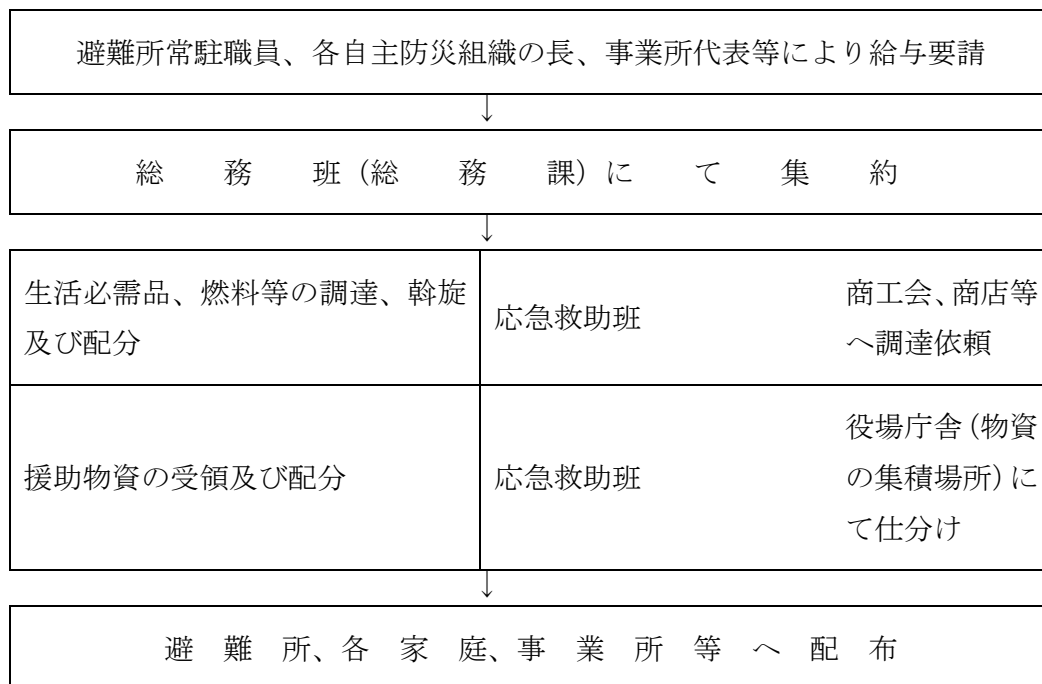 避難所常駐職員、各自主防災組織の長、事業所代表等により給与要請
↓
総務班(総務課)にて集約
↓
生活必需品、燃料等の調達、斡旋
及び配分
応急救助班
商工会、商店等
へ調達依頼
援助物資の受領及び配分
応急救助班
役場庁舎(物資
の集積場所)に
て仕分け
↓
避難所、各家庭、事業所等へ配布